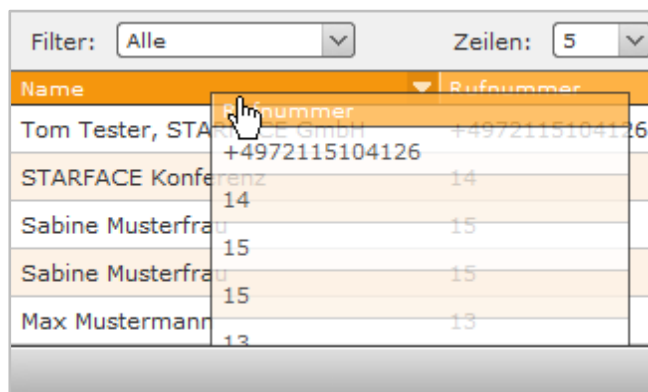 Filter: Alle Zeilen: 5
Name Rufnummer
Rufnummer
Tom Tester, STARFACE GmbH +4972115104126
+4972115104126
STARFACE Konferenz 14
14
Sabine Musterfrau 15
15
Sabine Musterfrau 15
15
Max Mustermann 13
13